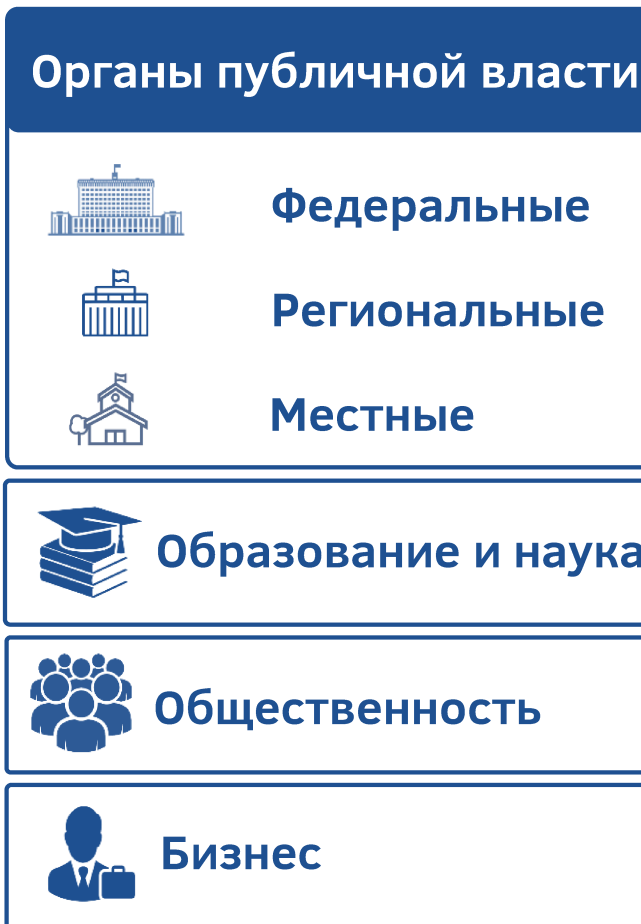 Органы публичной власти
Федеральные
Региональные
Местные
Образование и наука
Общественность
Бизнес